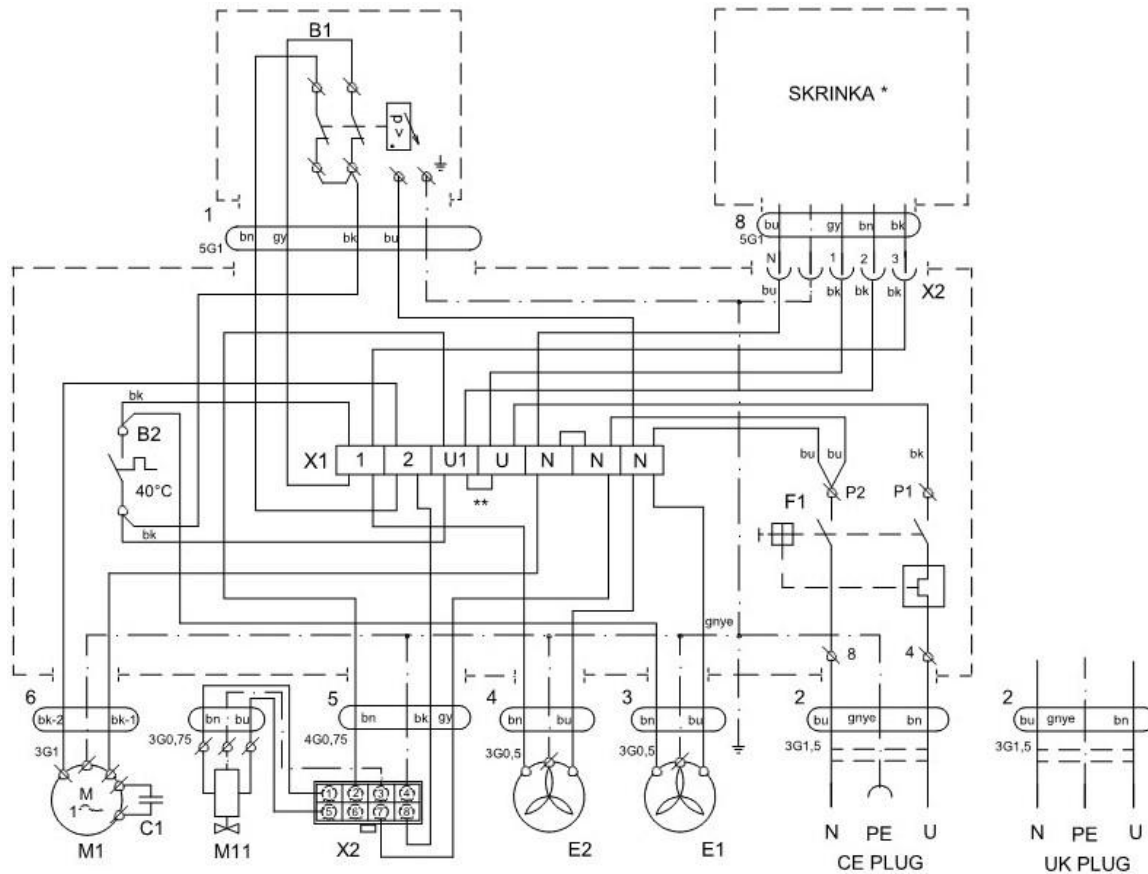 B1
p >
SKRINKA *
1
5G1
bn gy bk bu
8
5G1
bu gy bn bk
N 1 2 3
bu bk bk bk
X2
bk
B2
40°C
bk
X1 1 2 U1 U N N N
**
bu bu bk
P2 P1
F1
gnye
8 4
6
bk-2 bk-1
3G1
bn bu
3G0,75
5
bn bk gy
4G0,75
4
bn bu
3G0,5
3
bn bu
3G0,5
2
bu gnye bn
3G1,5
2
bu gnye bn
3G1,5
M
1~
C1
M1
M11
1 2 3 4
5 6 7 8
X2
E2
E1
N PE U
CE PLUG
N PE U
UK PLUG